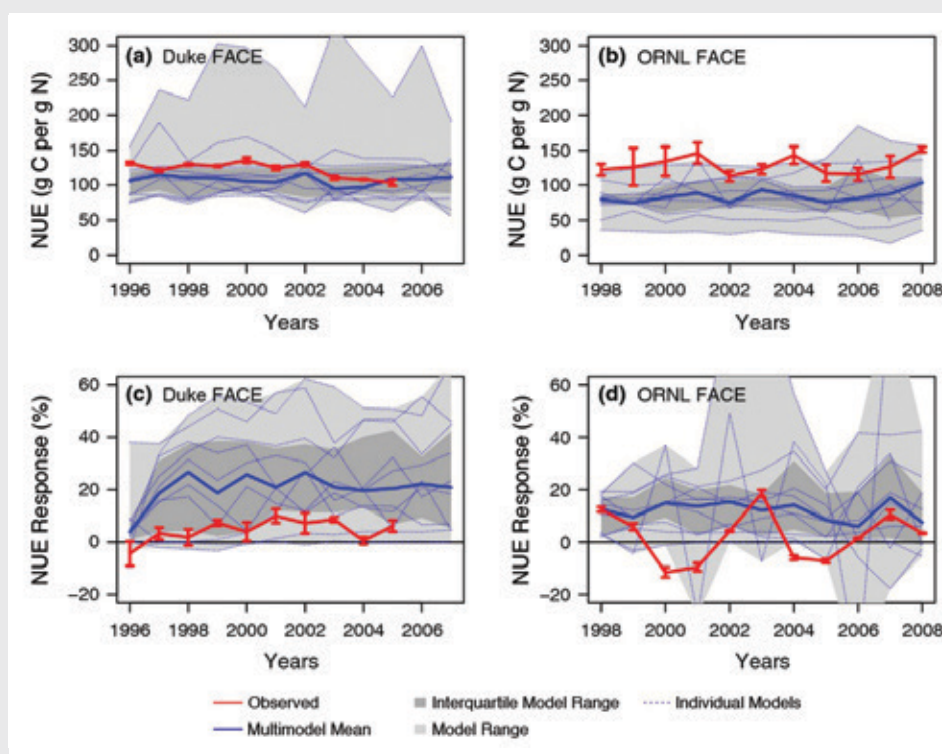 (a) Duke FACE
300
250
200
150
100
50
0
NUE (g C per g N)
1996 1998 2000 2002 2004 2006
Years
(b) ORNL FACE
300
250
200
150
100
50
0
NUE (g C per g N)
1998 2000 2002 2004 2006 2008
Years
(c) Duke FACE
60
40
20
0
−20
NUE Response (%)
1996 1998 2000 2002 2004 2006
Years
(d) ORNL FACE
60
40
20
0
−20
NUE Response (%)
1998 2000 2002 2004 2006 2008
Years
Observed Interquartile Model Range Individual Models
Multimodel Mean Model Range